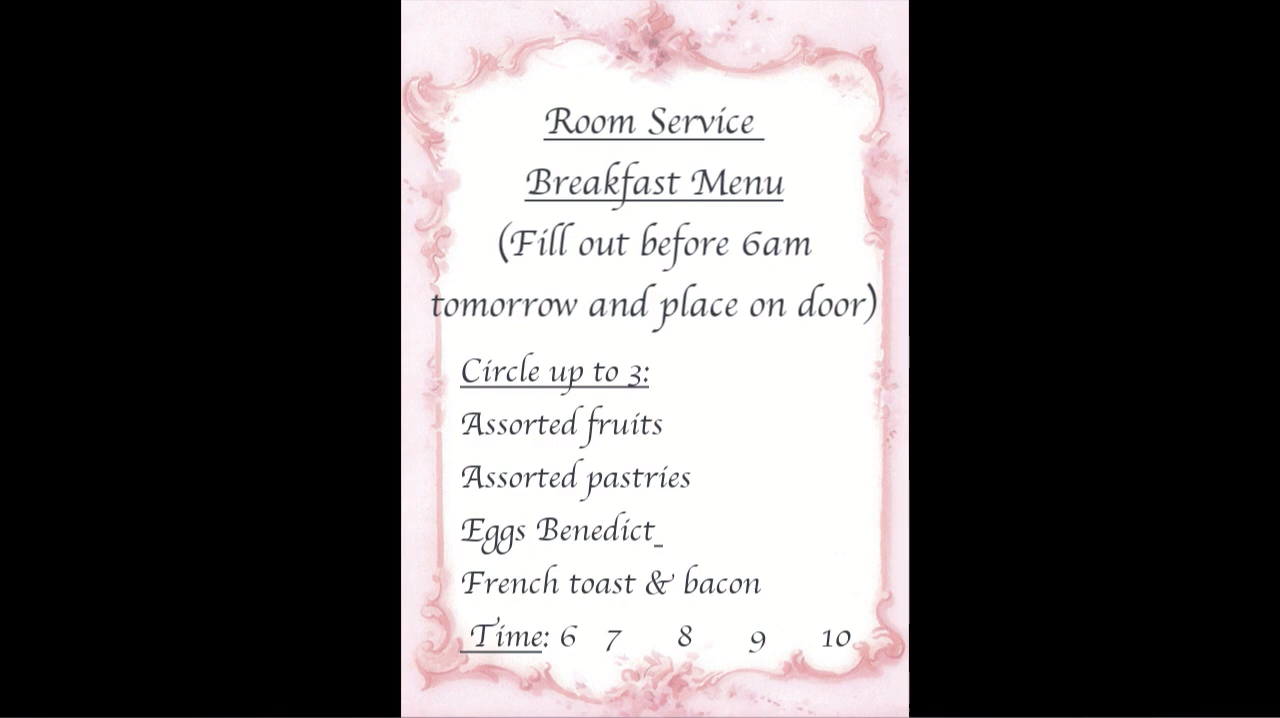 Room Service
Breakfast Menu
(Fill out before 6am
tomorrow and place on door)
Circle up to 3:
Assorted fruits
Assorted pastries
Eggs Benedict
French toast & bacon
Time: 6 7 8 9 10